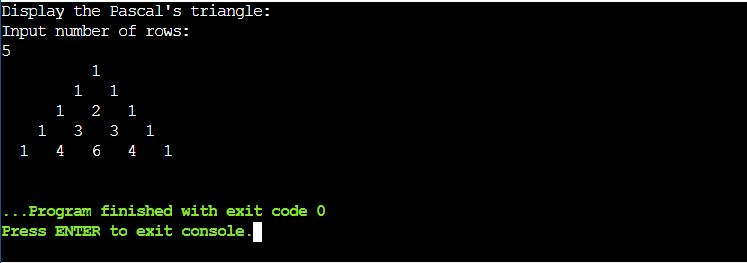 Display the Pascal's triangle:
Input number of rows:
5
1
1 1
1 2 1
1 3 3 1
1 4 6 4 1
...Program finished with exit code 0
Press ENTER to exit console.